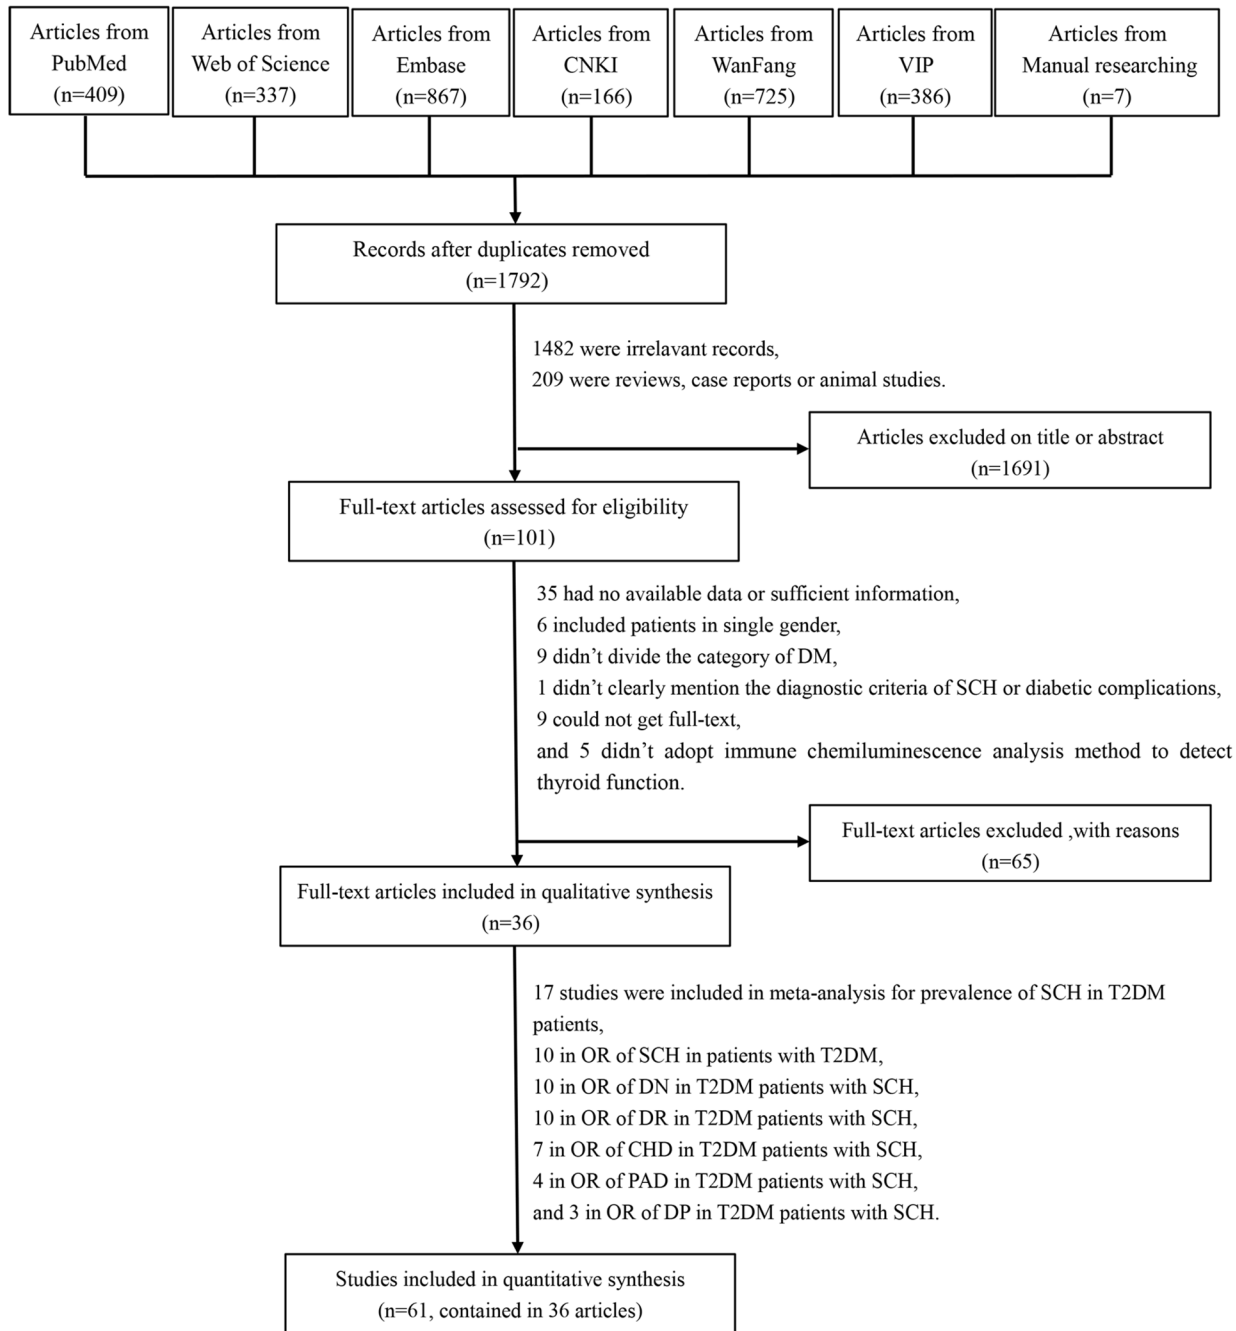 Articles from
PubMed
(n=409)
Articles from
Web of Science
(n=337)
Articles from
Embase
(n=867)
Articles from
CNKI
(n=166)
Articles from
WanFang
(n=725)
Articles from
VIP
(n=386)
Articles from
Manual researching
(n=7)
Records after duplicates removed
(n=1792)
1482 were irrelavant records,
209 were reviews, case reports or animal studies.
Articles excluded on title or abstract
(n=1691)
Full-text articles assessed for eligibility
(n=101)
35 had no available data or sufficient information,
6 included patients in single gender,
9 didn't divide the category of DM,
1 didn't clearly mention the diagnostic criteria of SCH or diabetic complications,
9 could not get full-text,
and 5 didn't adopt immune chemiluminescence analysis method to detect
thyroid function.
Full-text articles excluded ,with reasons
(n=65)
Full-text articles included in qualitative synthesis
(n=36)
17 studies were included in meta-analysis for prevalence of SCH in T2DM
patients,
10 in OR of SCH in patients with T2DM,
10 in OR of DN in T2DM patients with SCH,
10 in OR of DR in T2DM patients with SCH,
7 in OR of CHD in T2DM patients with SCH,
4 in OR of PAD in T2DM patients with SCH,
and 3 in OR of DP in T2DM patients with SCH.
Studies included in quantitative synthesis
(n=61, contained in 36 articles)